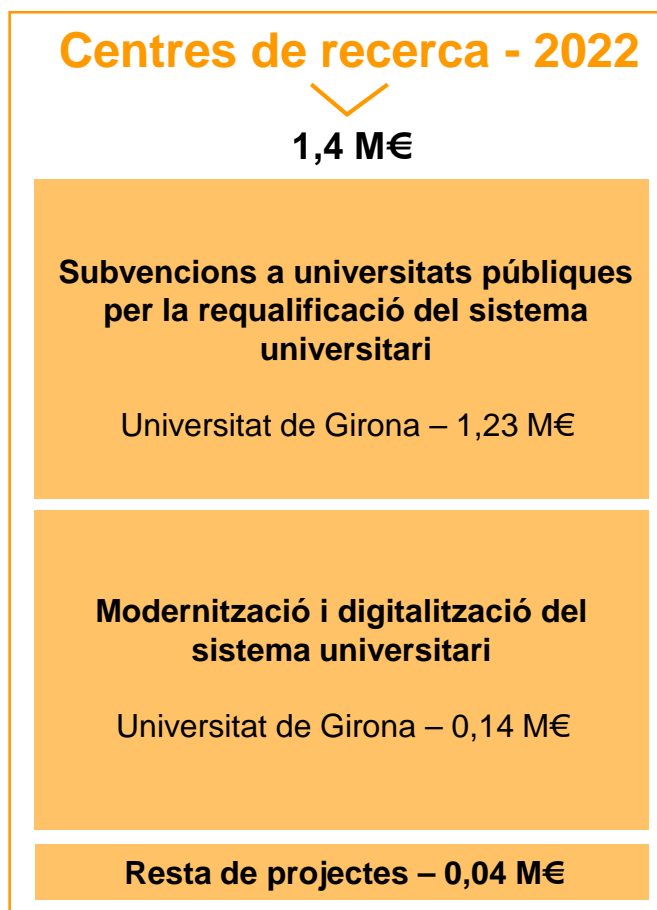 Centres de recerca - 2022
1,4 M€
Subvencions a universitats públiques
per la requalificació del sistema
universitari
Universitat de Girona – 1,23 M€
Modernització i digitalització del
sistema universitari
Universitat de Girona – 0,14 M€
Resta de projectes – 0,04 M€